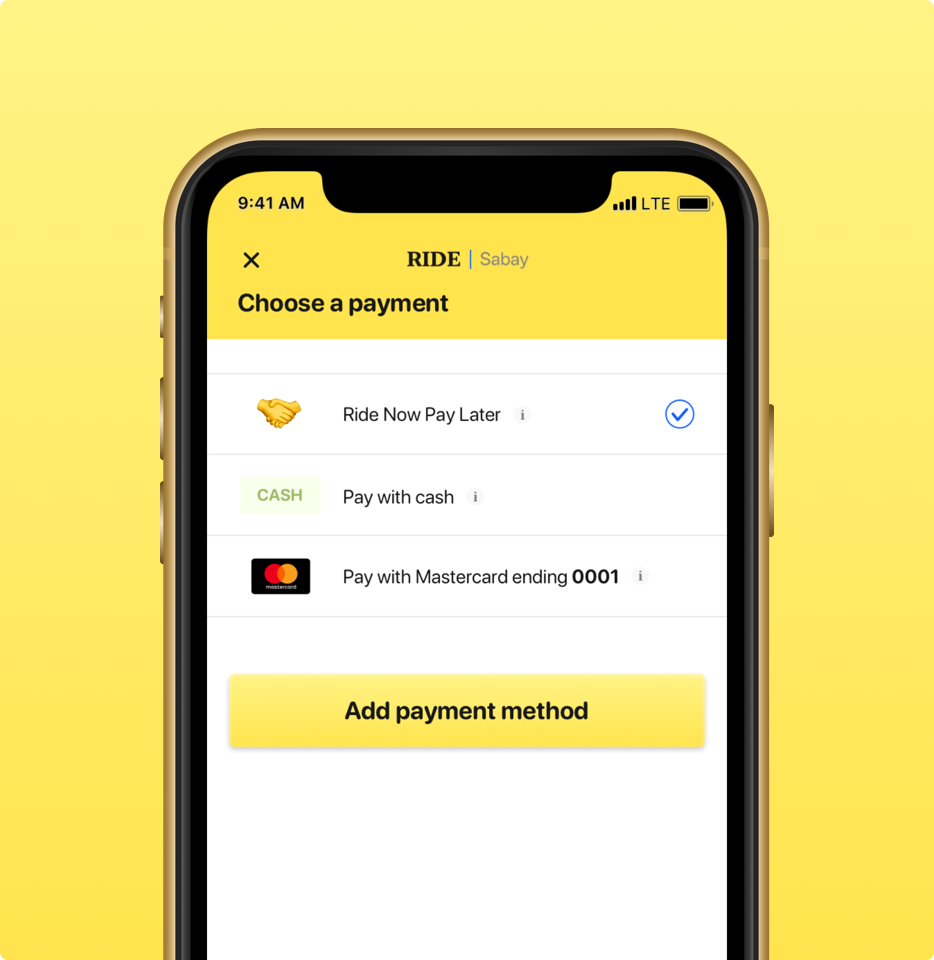 9:41 AM LTE
RIDE | Sabay
Choose a payment
Ride Now Pay Later i
CASH Pay with cash i
mastercard Pay with Mastercard ending 0001 i
Add payment method